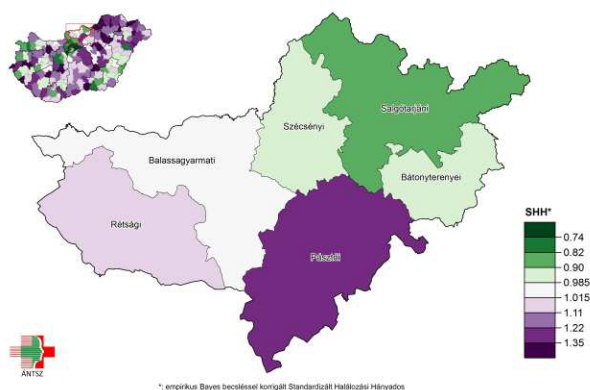 Salgótarjáni
Szécsényi
Balassagyarmati
Bátonyterenyei
Rétsági
Pásztói
SHH*
0.74
0.82
0.90
0.985
1.015
1.11
1.22
1.35
ÁNTSZ
*: empirikus Bayes becsléssel korrigált Standardizált Halálozási Hányados